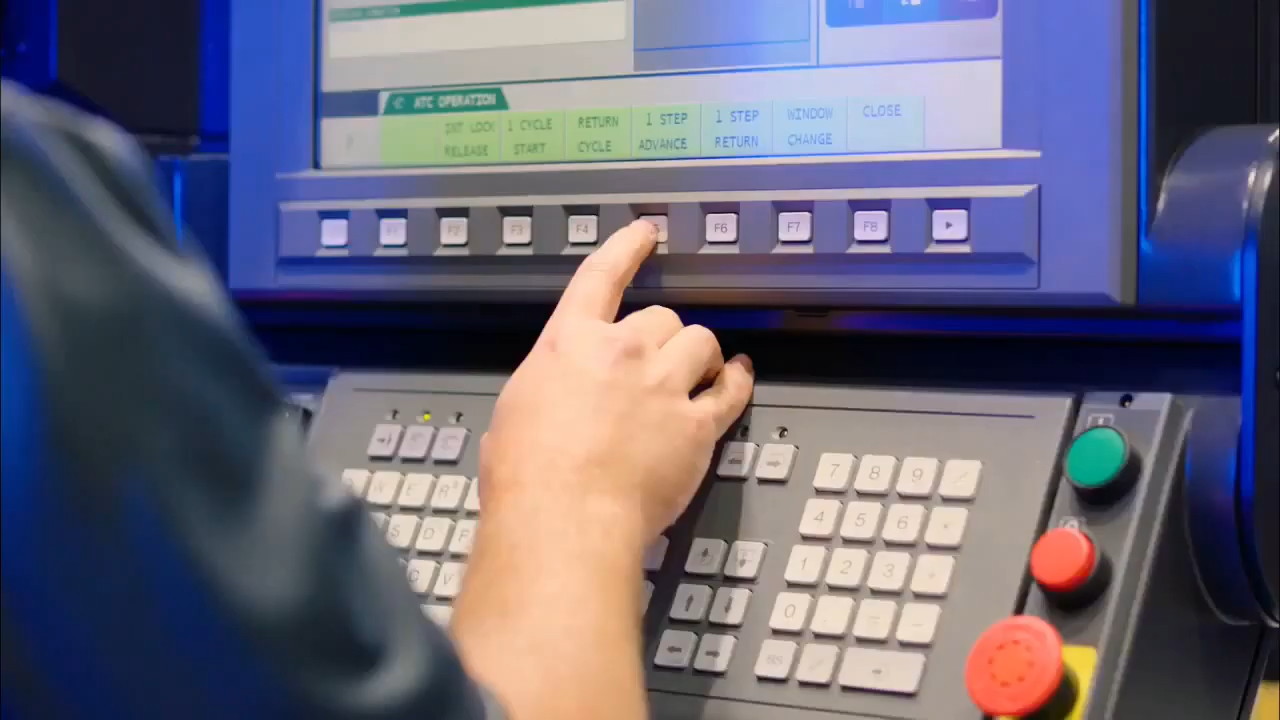 ATC OPERATION
INT LOCK RELEASE
1 CYCLE START
RETURN CYCLE
1 STEP ADVANCE
1 STEP RETURN
WINDOW CHANGE
CLOSE
F1 F2 F3 F4 F6 F7 F8
W E R
7 8 9 /
S D F
4 5 6
C V
1 2 3
0